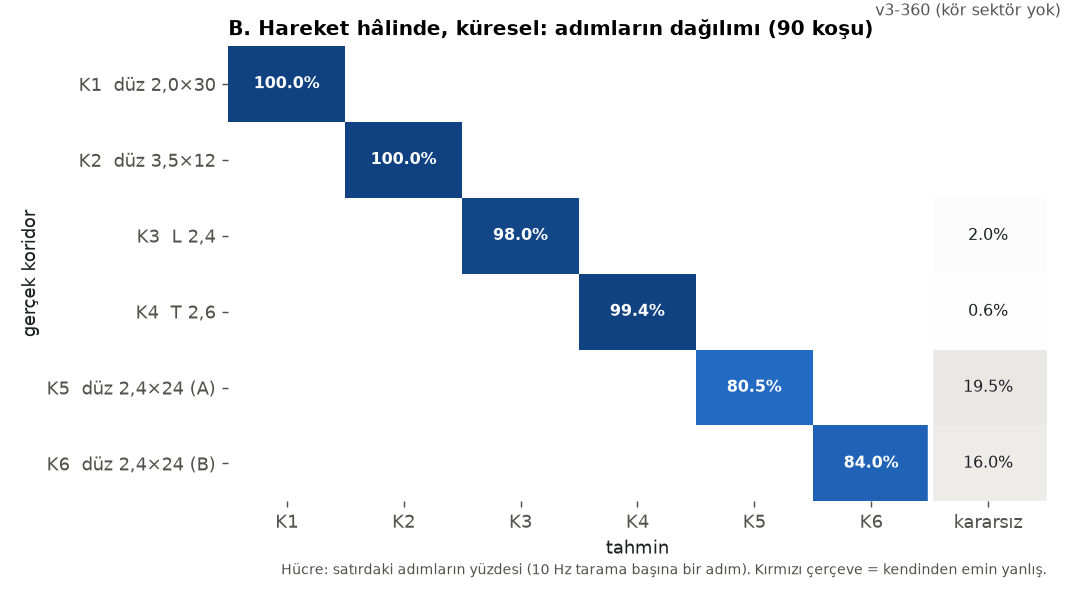 v3-360 (kör sektör yok)
B. Hareket hâlinde, küresel: adımların dağılımı (90 koşu)
gerçek koridor
K1 düz 2,0×30 100.0%
K2 düz 3,5×12 100.0%
K3 L 2,4 98.0% 2.0%
K4 T 2,6 99.4% 0.6%
K5 düz 2,4×24 (A) 80.5% 19.5%
K6 düz 2,4×24 (B) 84.0% 16.0%
K1 K2 K3 K4 K5 K6 kararsız
tahmin
Hücre: satırdaki adımların yüzdesi (10 Hz tarama başına bir adım). Kırmızı çerçeve = kendinden emin yanlış.